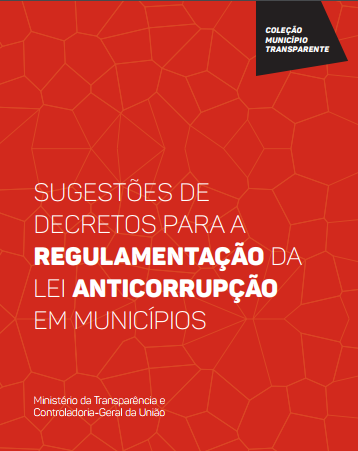 COLEÇÃO
MUNICÍPIO
TRANSPARENTE
SUGESTÕES DE
DECRETOS PARA A
REGULAMENTAÇÃO DA
LEI ANTICORRUPÇÃO
EM MUNICÍPIOS
Ministério da Transparência e
Controladoria-Geral da União